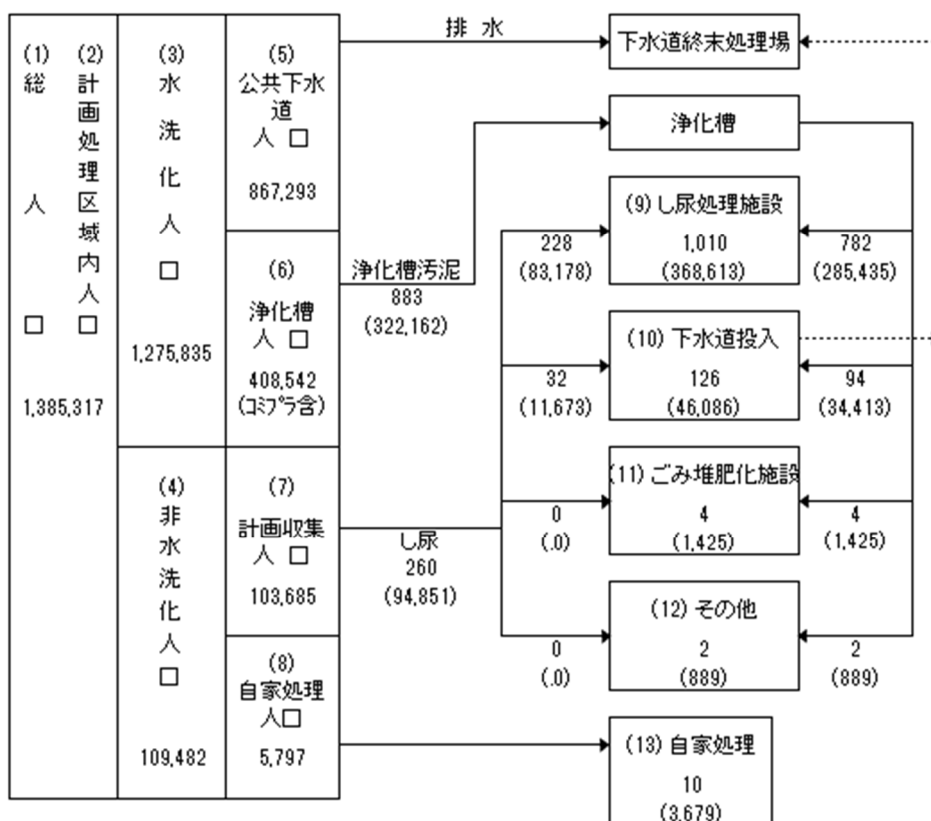 (1)
総
人
口
1,385,317
(2)
計
画
処
理
区
域
内
人
口
(3)
水
洗
化
人
口
1,275,835
(4)
非
水
洗
化
人
口
109,482
(5)
公共下水
道
人 口
867,293
(6)
浄化槽
人 口
408,542
(コミプラ含)
(7)
計画収集
人 口
103,685
(8)
自家処理
人口
5,797
排 水
浄化槽汚泥
883
(322,162)
し尿
260
(94,851)
228
(83,178)
32
(11,673)
0
(.0)
0
(.0)
下水道終末処理場
浄化槽
(9) し尿処理施設
1,010
(368,613)
(10) 下水道投入
126
(46,086)
(11) ごみ堆肥化施設
4
(1,425)
(12) その他
2
(889)
(13) 自家処理
10
(3,679)
782
(285,435)
94
(34,413)
4
(1,425)
2
(889)